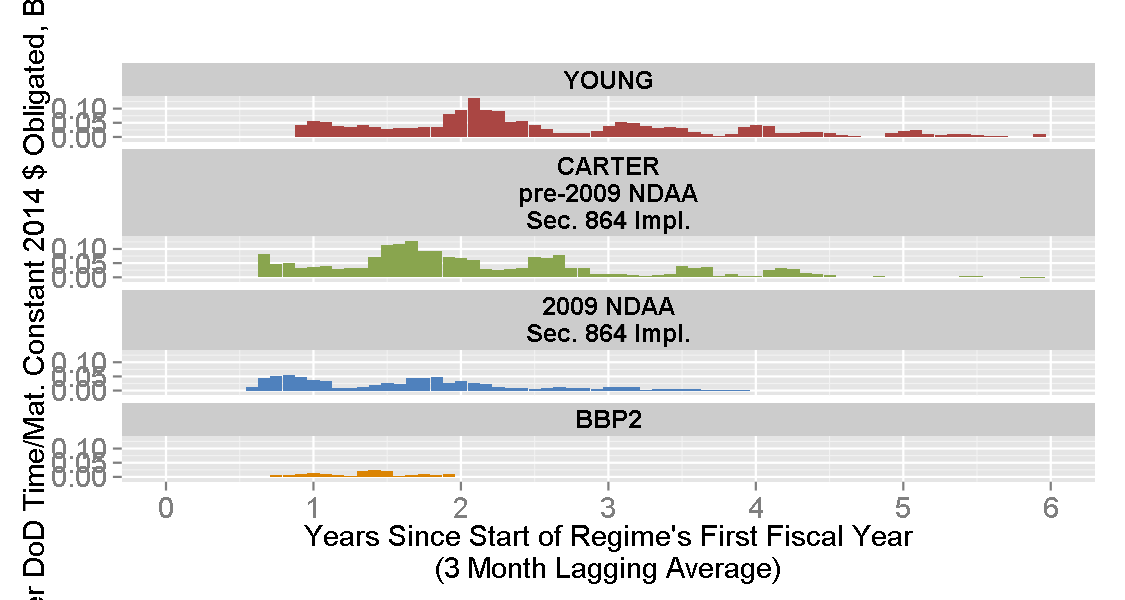 er DoD Time/Mat. Constant 2014 $ Obligated, B
YOUNG
0.10
0.05
0.00
CARTER
pre-2009 NDAA
Sec. 864 Impl.
0.10
0.05
0.00
2009 NDAA
Sec. 864 Impl.
0.10
0.05
0.00
BBP2
0.10
0.05
0.00
0 1 2 3 4 5 6
Years Since Start of Regime's First Fiscal Year
(3 Month Lagging Average)